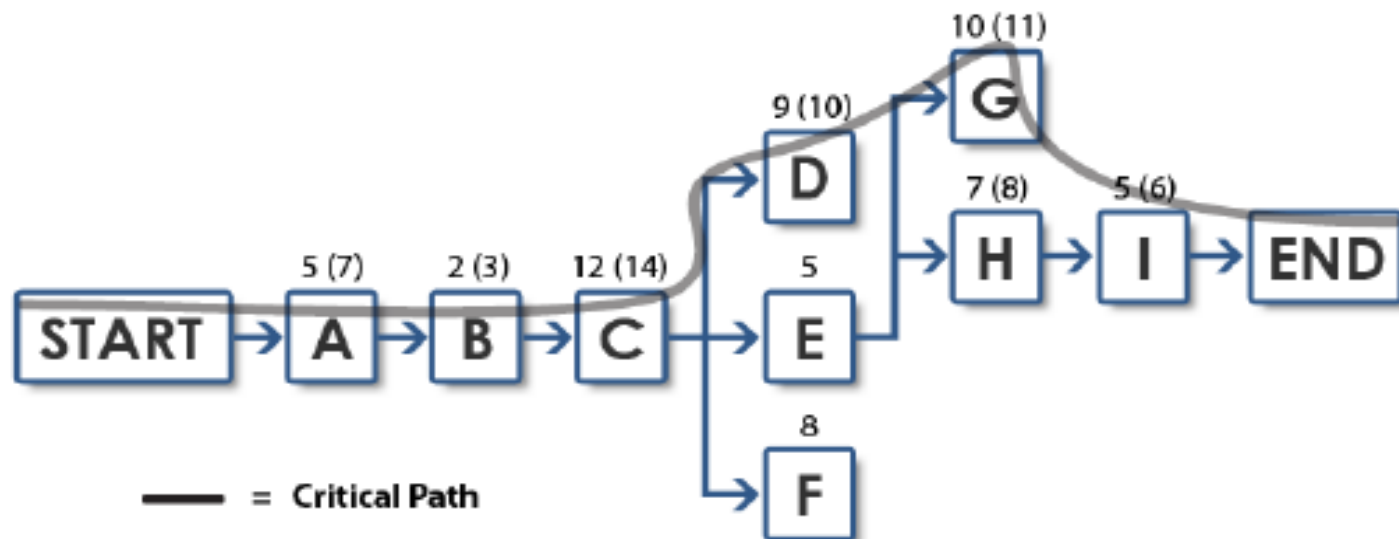 10 (11)
G
9 (10)
D
7 (8)
H
5 (6)
I
END
START
5 (7)
A
2 (3)
B
12 (14)
C
5
E
8
F
= Critical Path